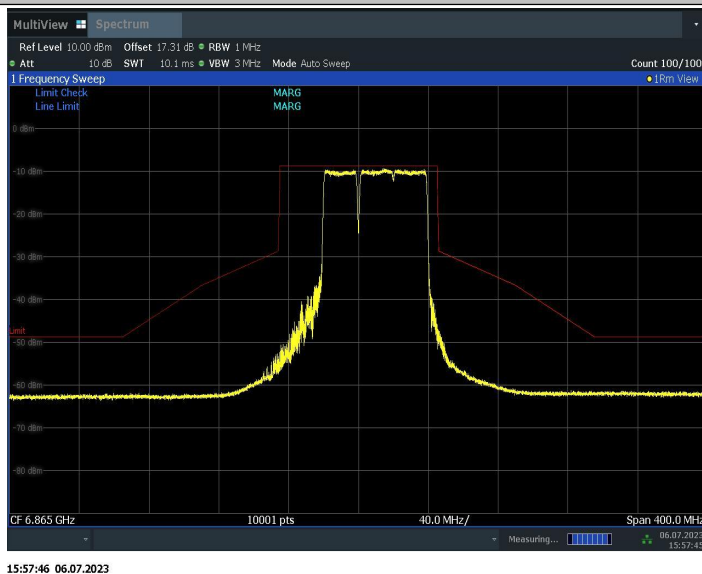 MultiView Spectrum
Ref Level 10.00 dBm Offset 17.31 dB RBW 1 MHz
Att 10 dB SWT 10.1 ms VBW 3 MHz Mode Auto Sweep Count 100/100
1 Frequency Sweep 1Rm View
Limit Check MARG
Line Limit MARG
0 dBm
-10 dBm
-20 dBm
-30 dBm
-40 dBm
Limit
-50 dBm
-60 dBm
-70 dBm
-80 dBm
CF 6.865 GHz 10001 pts 40.0 MHz/ Span 400.0 MHz
Measuring... 06.07.2023
15:57:45
15:57:46 06.07.2023